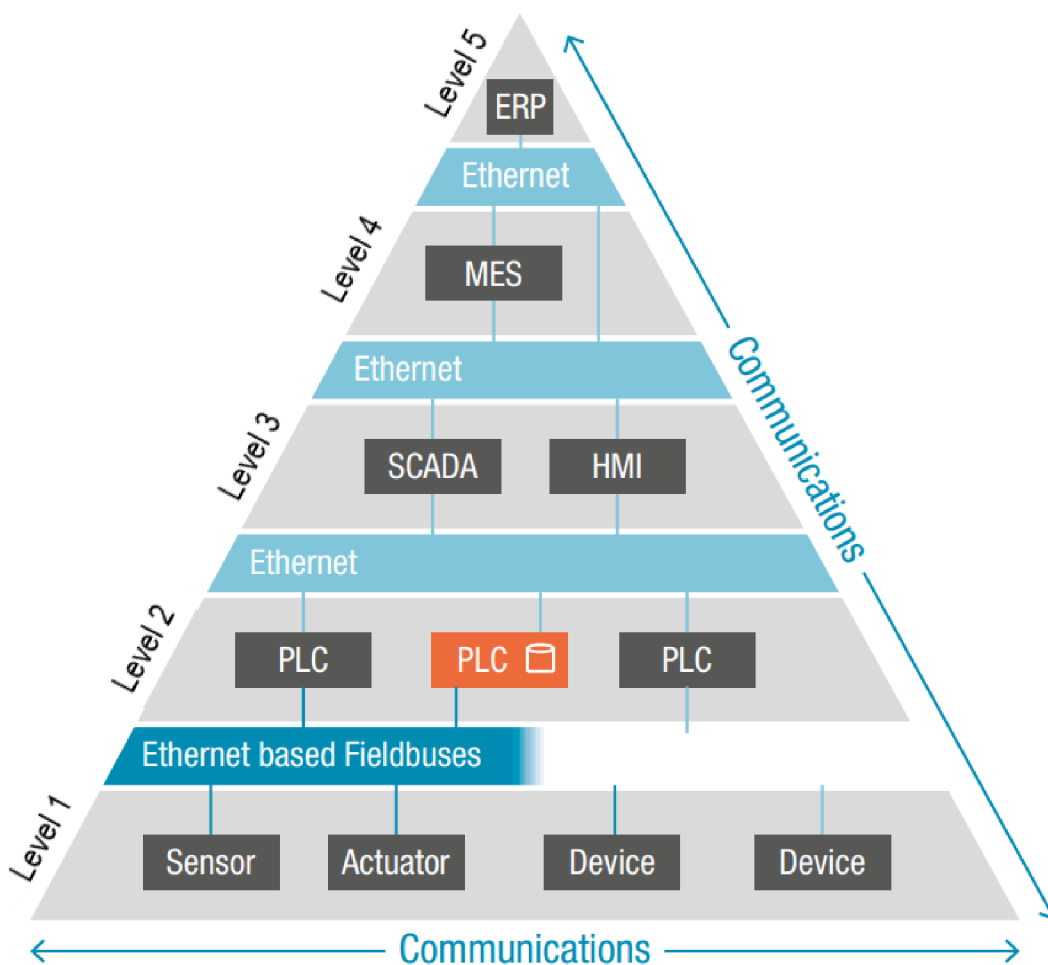 Level 5
ERP
Ethernet
Level 4
MES
Ethernet
Communications
Level 3
SCADA
HMI
Ethernet
Level 2
PLC
PLC
PLC
Ethernet based Fieldbuses
Level 1
Sensor
Actuator
Device
Device
Communications